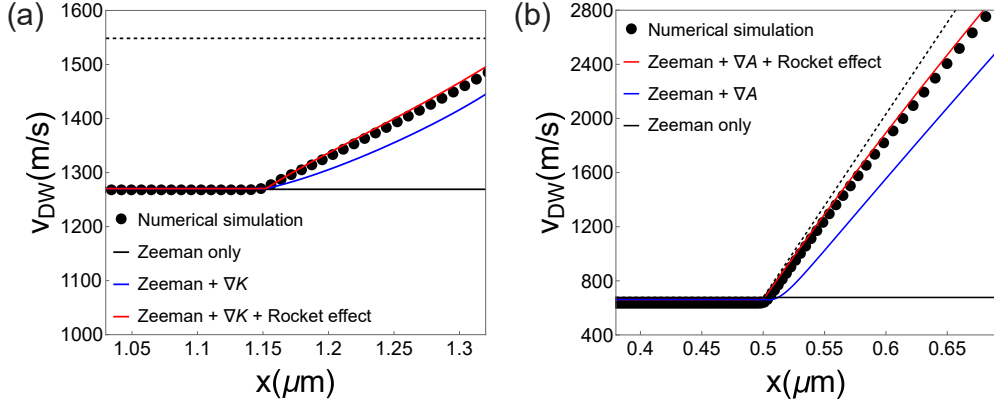 (a)
1600
1500
1400
1300
1200
1100
1000
v_DW(m/s)
Numerical simulation
Zeeman only
Zeeman + ∇K
Zeeman + ∇K + Rocket effect
1.05 1.1 1.15 1.2 1.25 1.3
x(μm)
(b)
2800
2400
2000
1600
1200
800
400
v_DW(m/s)
Numerical simulation
Zeeman + ∇A + Rocket effect
Zeeman + ∇A
Zeeman only
0.4 0.45 0.5 0.55 0.6 0.65
x(μm)